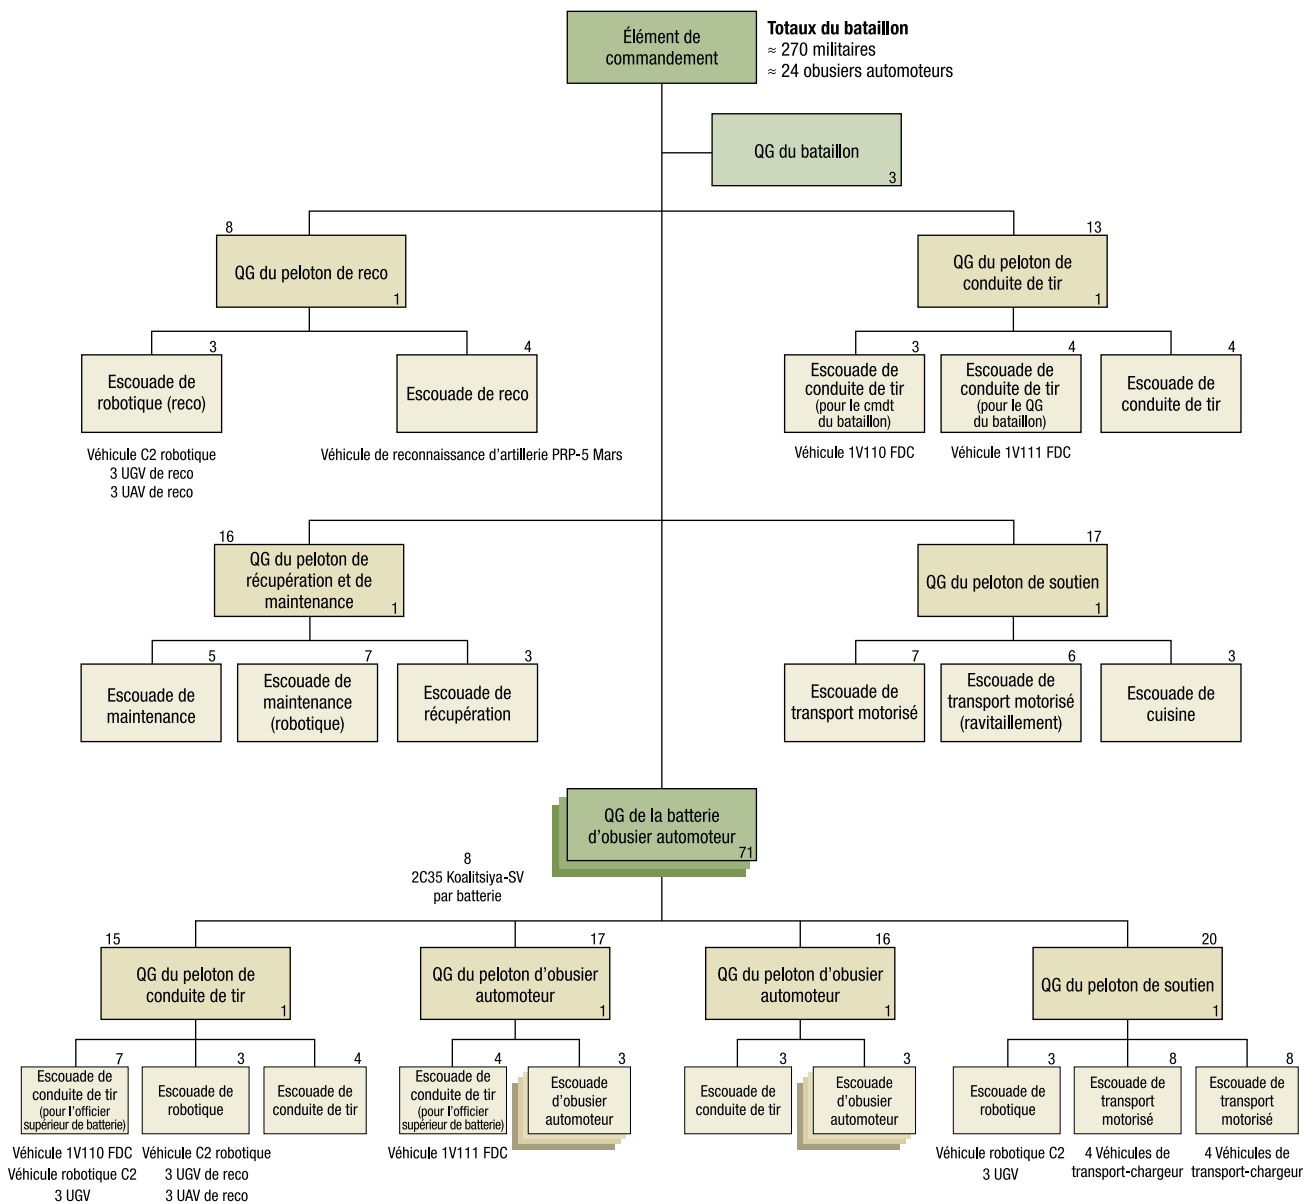 Élément de
commandement
Totaux du bataillon
≈ 270 militaires
≈ 24 obusiers automoteurs
QG du bataillon
3
8
QG du peloton de reco
1
13
QG du peloton de
conduite de tir
1
3
Escouade de
robotique (reco)
Véhicule C2 robotique
3 UGV de reco
3 UAV de reco
4
Escouade de reco
Véhicule de reconnaissance d'artillerie PRP-5 Mars
3
Escouade de
conduite de tir
(pour le cmdt
du bataillon)
Véhicule 1V110 FDC
4
Escouade de
conduite de tir
(pour le QG
du bataillon)
Véhicule 1V111 FDC
4
Escouade de
conduite de tir
16
QG du peloton de
récupération et de
maintenance
1
17
QG du peloton de soutien
1
5
Escouade de
maintenance
7
Escouade de
maintenance
(robotique)
3
Escouade de
récupération
7
Escouade de
transport motorisé
6
Escouade de
transport motorisé
(ravitaillement)
3
Escouade de
cuisine
QG de la batterie
d'obusier automoteur
71
8
2C35 Koalitsiya-SV
par batterie
15
QG du peloton de
conduite de tir
1
17
QG du peloton d'obusier
automoteur
1
16
QG du peloton d'obusier
automoteur
1
20
QG du peloton de soutien
1
7
Escouade de
conduite de tir
(pour l'officier
supérieur de batterie)
Véhicule 1V110 FDC
Véhicule robotique C2
3 UGV
3
Escouade de
robotique
Véhicule C2 robotique
3 UGV de reco
3 UAV de reco
4
Escouade de
conduite de tir
4
Escouade de
conduite de tir
(pour l'officier
supérieur de batterie)
Véhicule 1V111 FDC
3
Escouade
d'obusier
automoteur
3
Escouade
de conduite de tir
3
Escouade
d'obusier
automoteur
3
Escouade de
robotique
Véhicule robotique C2
3 UGV
8
Escouade de
transport
motorisé
4 Véhicules de
transport-chargeur
8
Escouade de
transport
motorisé
4 Véhicules de
transport-chargeur